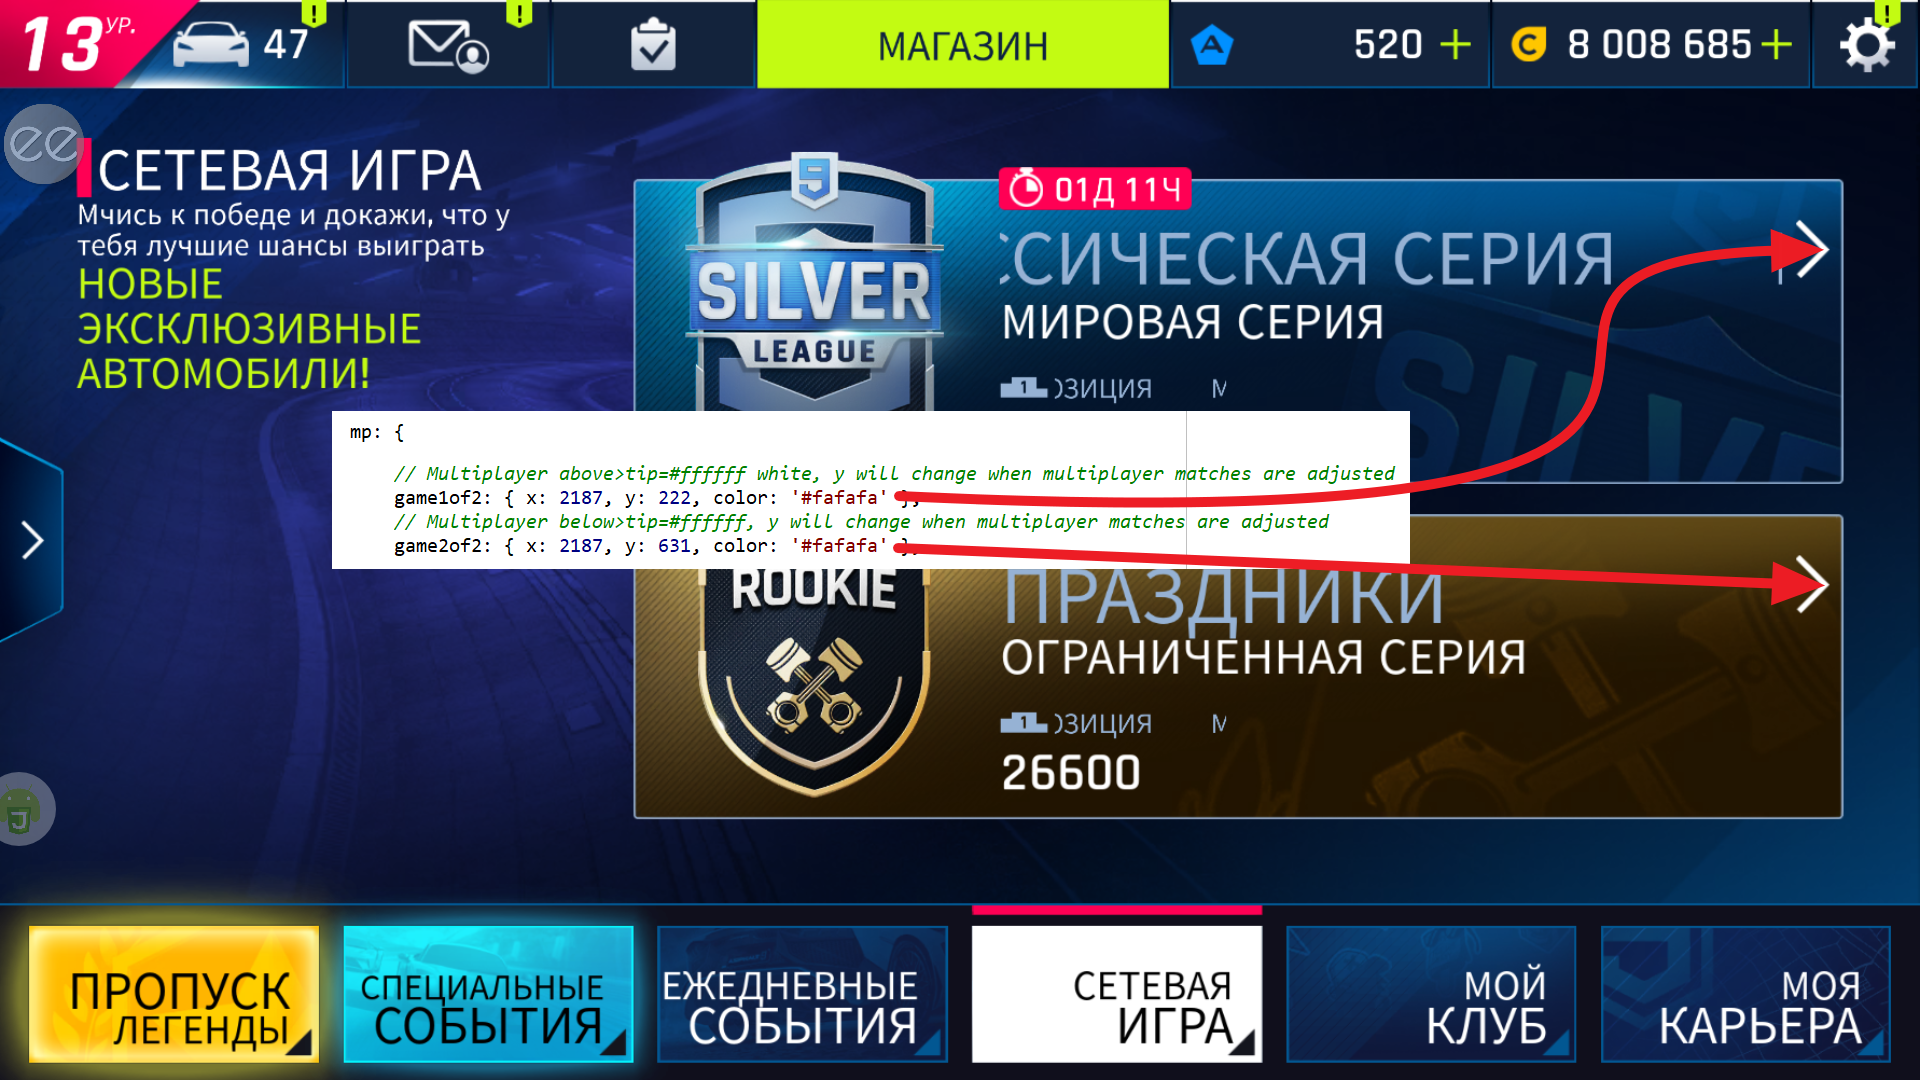 13 УР.
47
МАГАЗИН
520
8 008 685
СЕТЕВАЯ ИГРА
Мчись к победе и докажи, что у
тебя лучшие шансы выиграть
НОВЫЕ
ЭКСКЛЮЗИВНЫЕ
АВТОМОБИЛИ!
9
SILVER
LEAGUE
01Д 11Ч
ССИЧЕСКАЯ СЕРИЯ
МИРОВАЯ СЕРИЯ
1 ОЗИЦИЯ М
mp: {
// Multiplayer above>tip=#ffffff white, y will change when multiplayer matches are adjusted
game1of2: { x: 2187, y: 222, color: '#fafafa' },
// Multiplayer below>tip=#ffffff, y will change when multiplayer matches are adjusted
game2of2: { x: 2187, y: 631, color: '#fafafa' },
ROOKIE
ПРАЗДНИКИ
ОГРАНИЧЕННАЯ СЕРИЯ
1 ОЗИЦИЯ М
26600
ПРОПУСК
ЛЕГЕНДЫ
СПЕЦИАЛЬНЫЕ
СОБЫТИЯ
ЕЖЕДНЕВНЫЕ
СОБЫТИЯ
СЕТЕВАЯ
ИГРА
МОЙ
КЛУБ
МОЯ
КАРЬЕРА